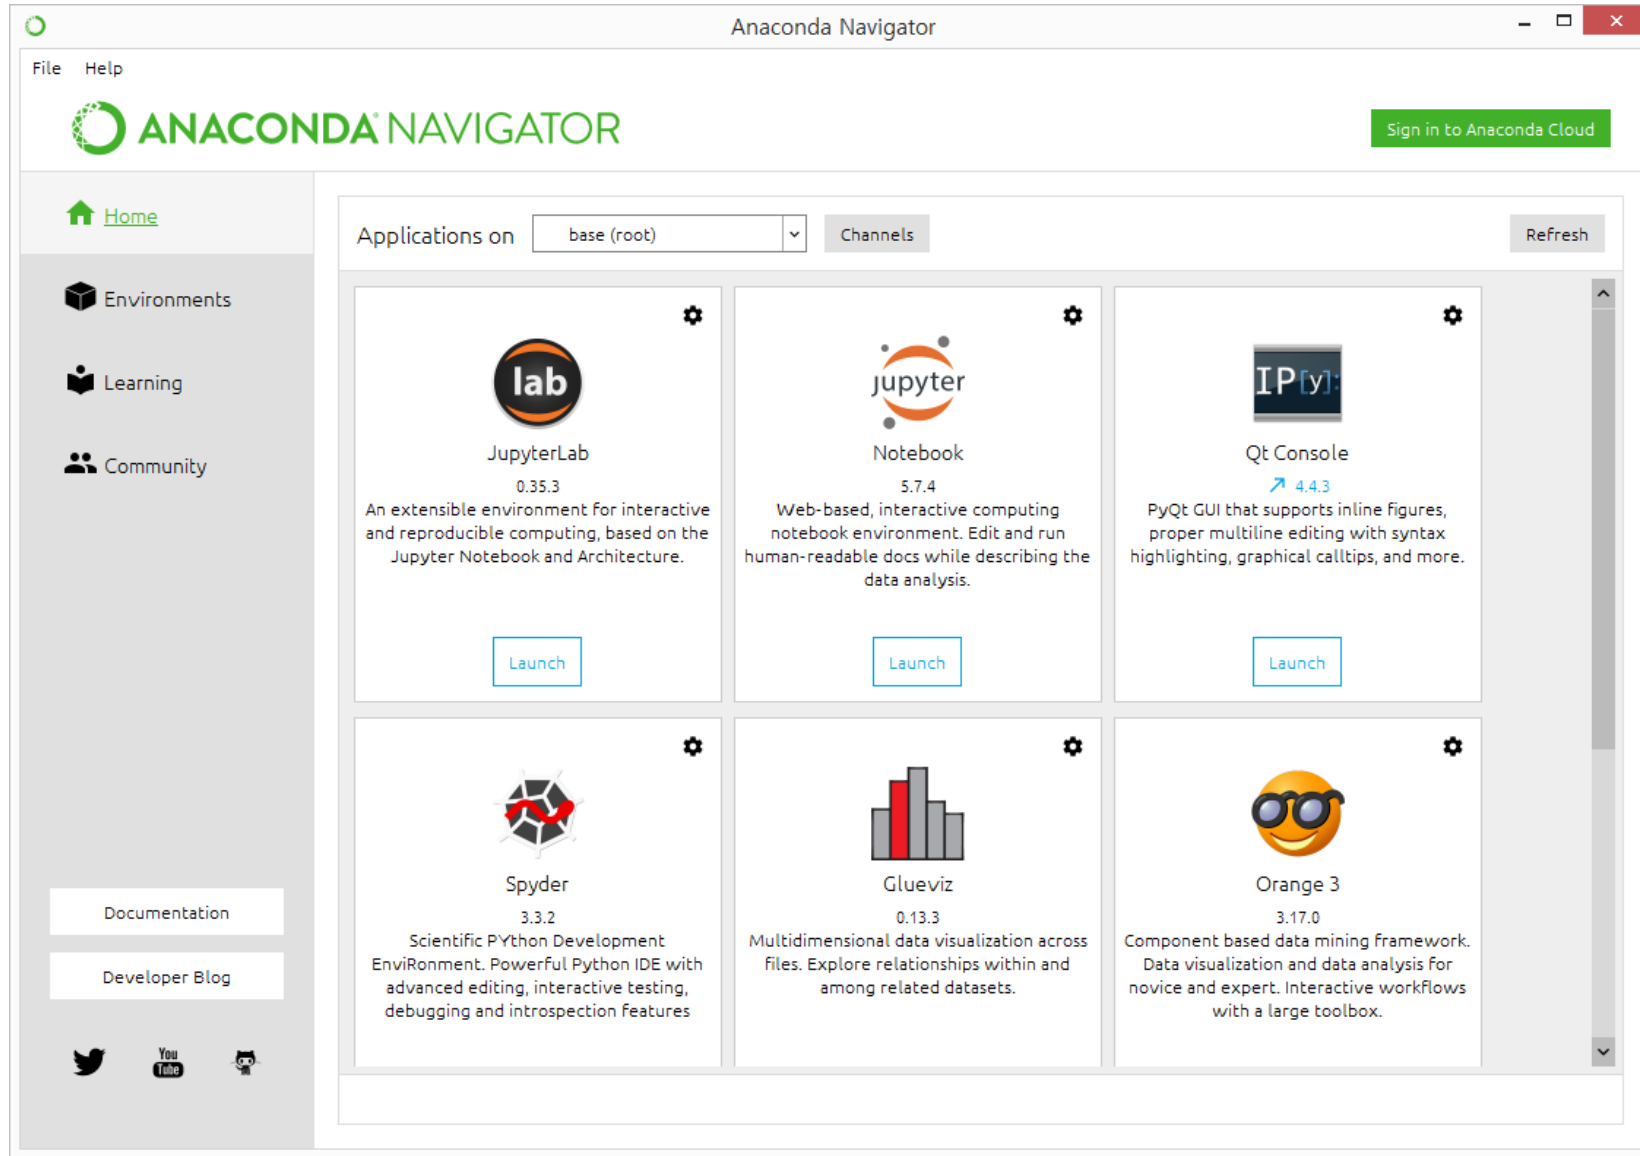 Anaconda Navigator
File Help
ANACONDA NAVIGATOR
Sign in to Anaconda Cloud
Home
Environments
Learning
Community
Documentation
Developer Blog
You
Tube
Applications on base (root) Channels Refresh
lab
JupyterLab
0.35.3
An extensible environment for interactive
and reproducible computing, based on the
Jupyter Notebook and Architecture.
Launch
jupyter
Notebook
5.7.4
Web-based, interactive computing
notebook environment. Edit and run
human-readable docs while describing the
data analysis.
Launch
IP[y]:
Qt Console
4.4.3
PyQt GUI that supports inline figures,
proper multiline editing with syntax
highlighting, graphical calltips, and more.
Launch
Spyder
3.3.2
Scientific PYthon Development
EnviRonment. Powerful Python IDE with
advanced editing, interactive testing,
debugging and introspection features
Glueviz
0.13.3
Multidimensional data visualization across
files. Explore relationships within and
among related datasets.
Orange 3
3.17.0
Component based data mining framework.
Data visualization and data analysis for
novice and expert. Interactive workflows
with a large toolbox.